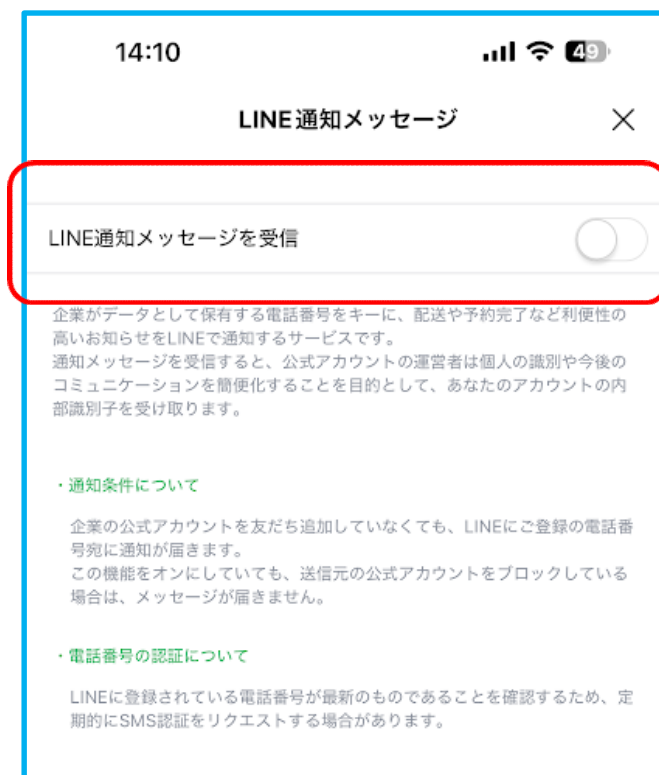 14:10
49
LINE通知メッセージ
LINE通知メッセージを受信
企業がデータとして保有する電話番号をキーに、配送や予約完了など利便性の
高いお知らせをLINEで通知するサービスです。
通知メッセージを受信すると、公式アカウントの運営者は個人の識別や今後の
コミュニケーションを簡便化することを目的として、あなたのアカウントの内
部識別子を受け取ります。
・通知条件について
企業の公式アカウントを友だち追加していなくても、LINEにご登録の電話番
号宛に通知が届きます。
この機能をオンにしていても、送信元の公式アカウントをブロックしている
場合は、メッセージが届きません。
・電話番号の認証について
LINEに登録されている電話番号が最新のものであることを確認するため、定
期的にSMS認証をリクエストする場合があります。